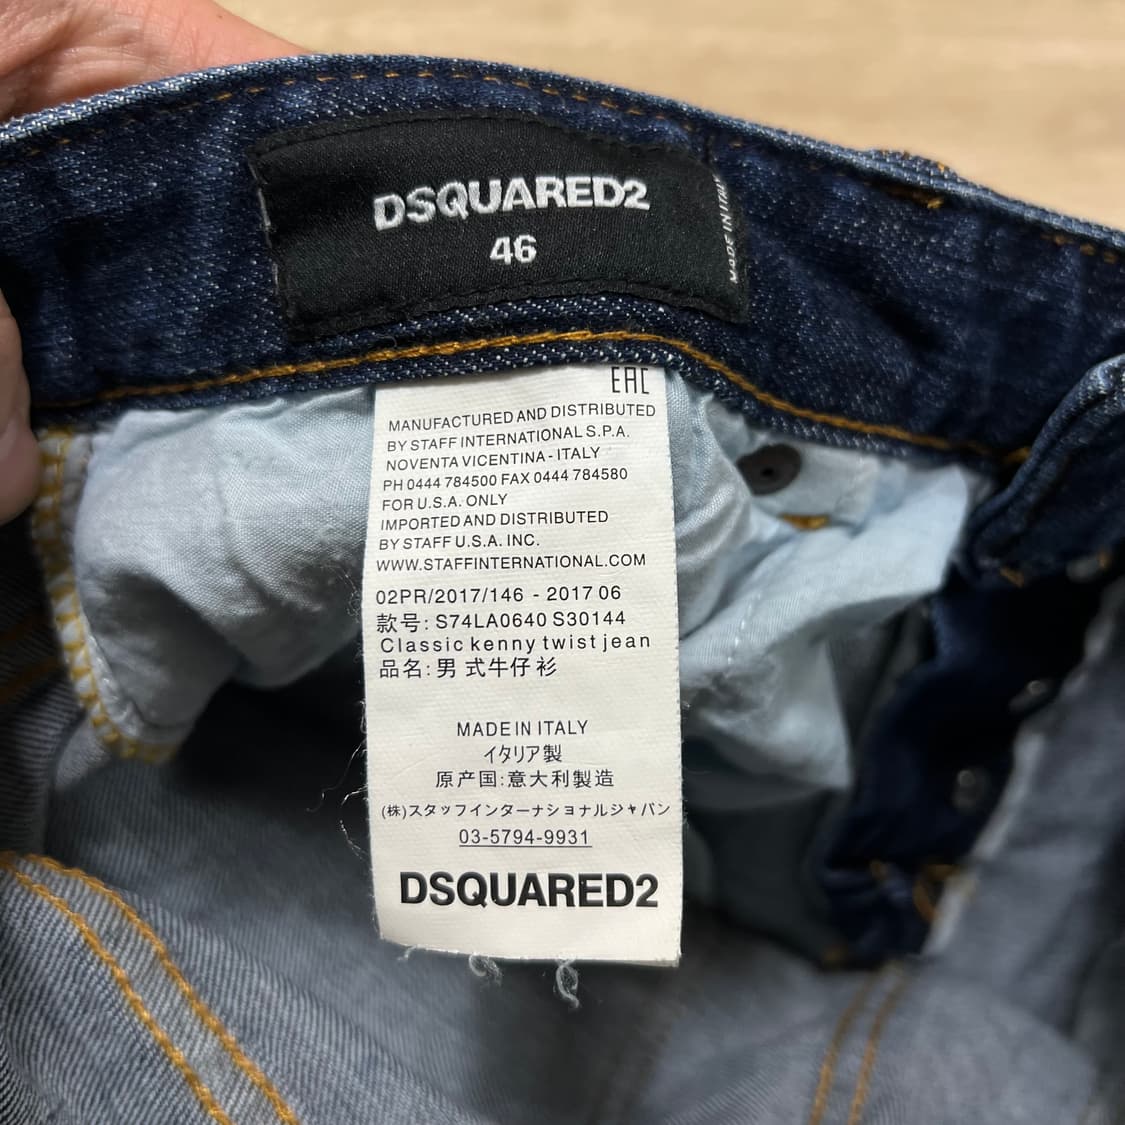 DSQUARED2
46
MADE IN ITALY
EAC
MANUFACTURED AND DISTRIBUTED
BY STAFF INTERNATIONAL S.P.A.
NOVENTA VICENTINA - ITALY
PH 0444 784500 FAX 0444 784580
FOR U.S.A. ONLY
IMPORTED AND DISTRIBUTED
BY STAFF U.S.A. INC.
WWW.STAFFINTERNATIONAL.COM
02PR/2017/146 - 2017 06
款号: S74LA0640 S30144
Classic kenny twist jean
品名: 男 式牛仔衫
MADE IN ITALY
イタリア製
原产国:意大利製造
(株)スタッフインターナショナルジャパン
03-5794-9931
DSQUARED2